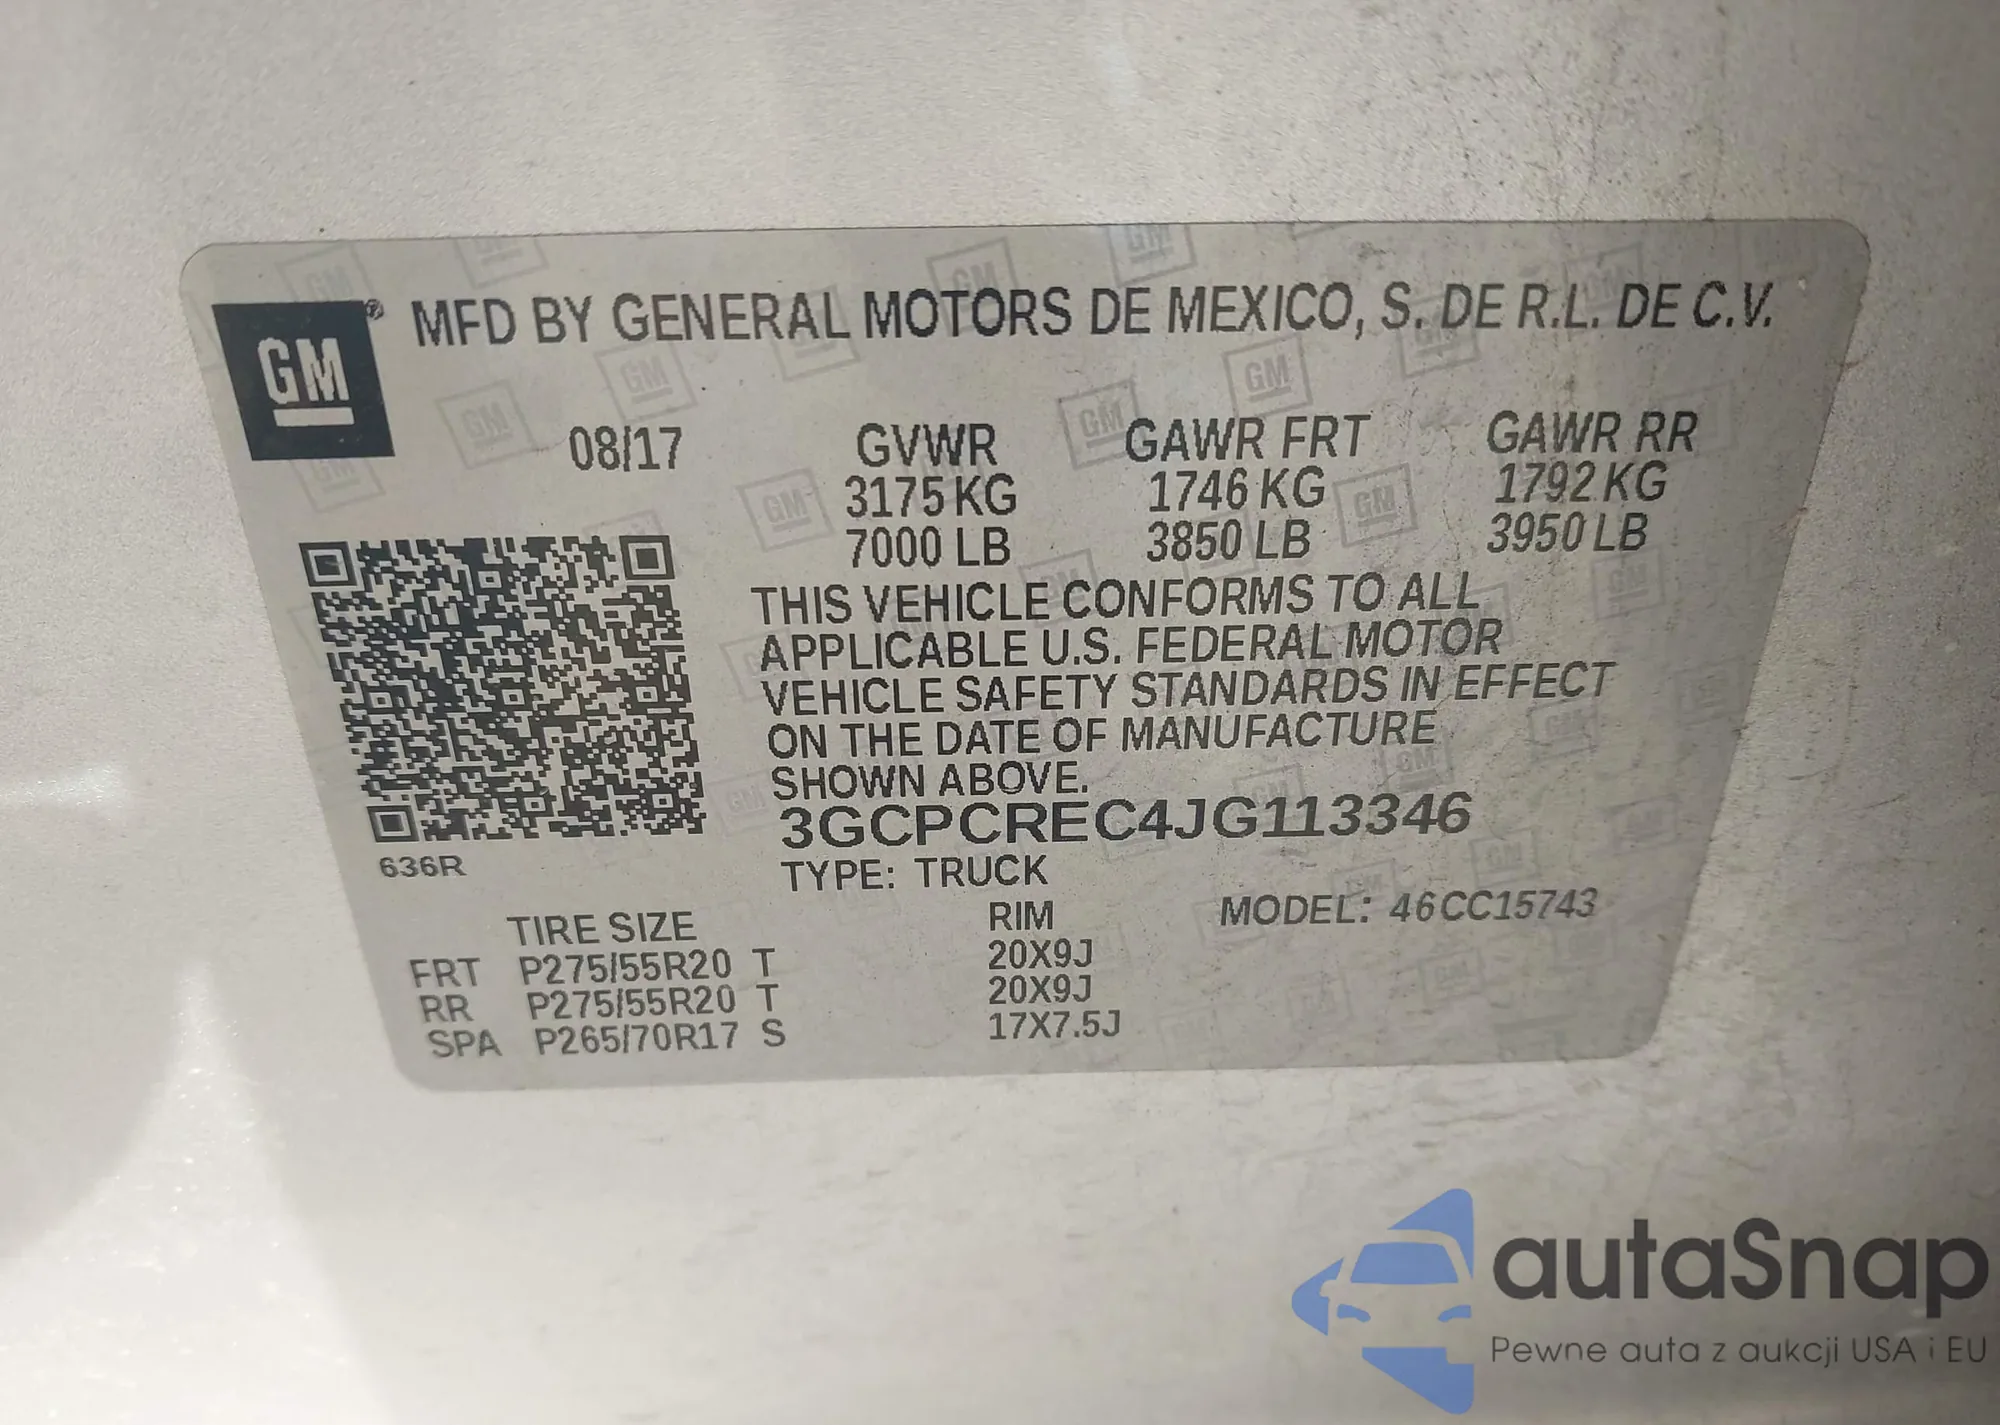 GM® MFD BY GENERAL MOTORS DE MEXICO, S. DE R.L. DE C.V.
08/17 GVWR GAWR FRT GAWR RR
3175 KG 1746 KG 1792 KG
7000 LB 3850 LB 3950 LB
THIS VEHICLE CONFORMS TO ALL
APPLICABLE U.S. FEDERAL MOTOR
VEHICLE SAFETY STANDARDS IN EFFECT
ON THE DATE OF MANUFACTURE
SHOWN ABOVE.
3GCPCREC4JG113346
636R
TYPE: TRUCK
TIRE SIZE RIM MODEL: 46CC15743
FRT P275/55R20 T 20X9J
RR P275/55R20 T 20X9J
SPA P265/70R17 S 17X7.5J
autaSnap
Pewne auta z aukcji USA i EU